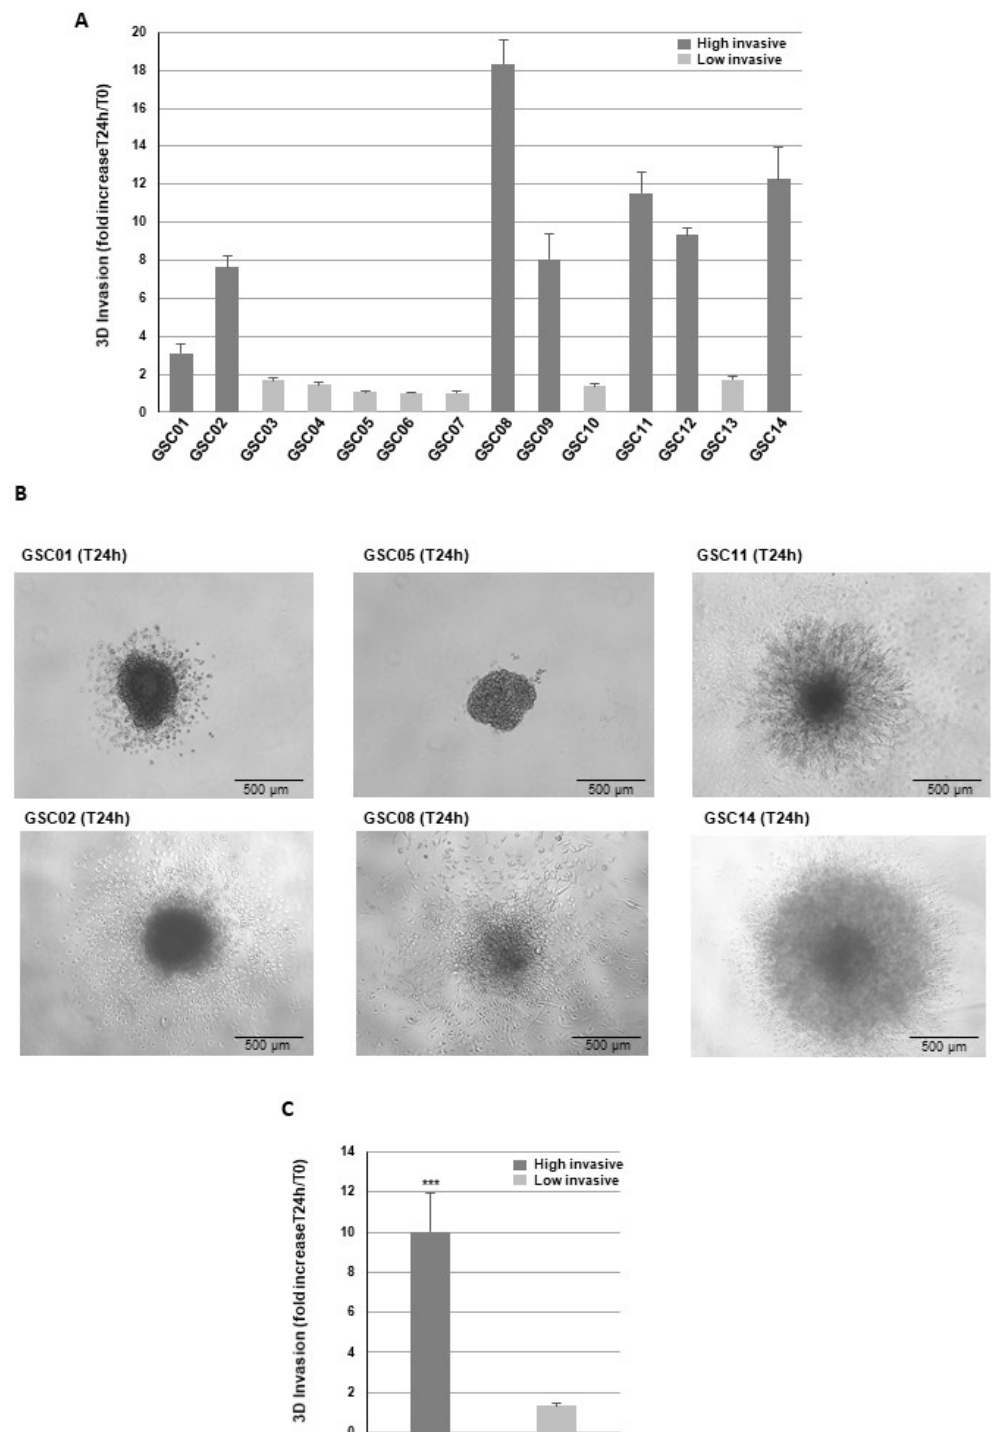 A
20
18
16
14
12
10
8
6
4
2
0
3D Invasion (fold increase T24h/T0)
High invasive
Low invasive
GSC01
GSC02
GSC03
GSC04
GSC05
GSC06
GSC07
GSC08
GSC09
GSC10
GSC11
GSC12
GSC13
GSC14
B
GSC01 (T24h)
GSC05 (T24h)
GSC11 (T24h)
500 µm
500 µm
500 µm
GSC02 (T24h)
GSC08 (T24h)
GSC14 (T24h)
500 µm
500 µm
500 µm
C
14
12
10
8
6
4
2
0
3D Invasion (fold increase T24h/T0)
High invasive
Low invasive
***